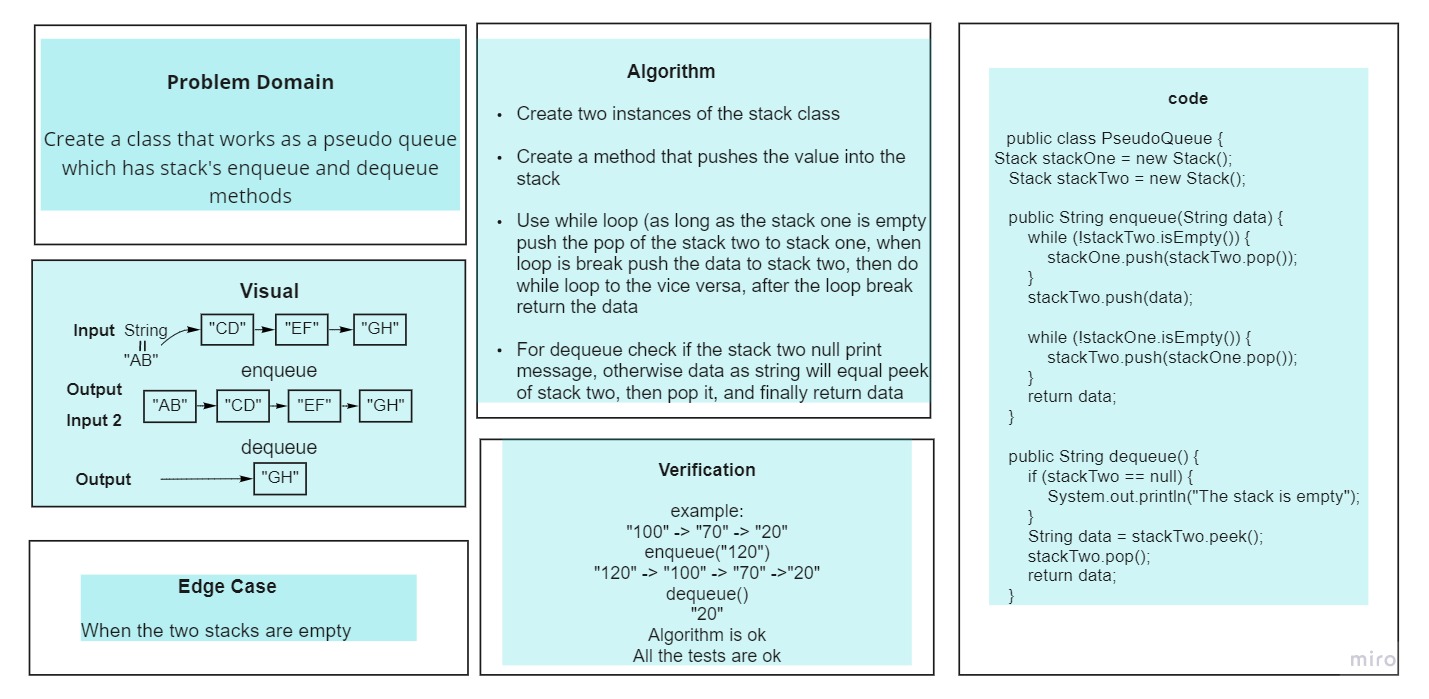 Problem Domain
Create a class that works as a pseudo queue
which has stack's enqueue and dequeue
methods
Visual
Input String "CD" "EF" "GH"
=
"AB"
enqueue
Output
Input 2
"AB" "CD" "EF" "GH"
dequeue
Output "GH"
Edge Case
When the two stacks are empty
Algorithm
• Create two instances of the stack class
• Create a method that pushes the value into the
stack
• Use while loop (as long as the stack one is empty
push the pop of the stack two to stack one, when
loop is break push the data to stack two, then do
while loop to the vice versa, after the loop break
return the data
• For dequeue check if the stack two null print
message, otherwise data as string will equal peek
of stack two, then pop it, and finally return data
Verification
example:
"100" -> "70" -> "20"
enqueue("120")
"120" -> "100" -> "70" ->"20"
dequeue()
"20"
Algorithm is ok
All the tests are ok
code
public class PseudoQueue {
Stack stackOne = new Stack();
Stack stackTwo = new Stack();
public String enqueue(String data) {
while (!stackTwo.isEmpty()) {
stackOne.push(stackTwo.pop());
}
stackTwo.push(data);
while (!stackOne.isEmpty()) {
stackTwo.push(stackOne.pop());
}
return data;
}
public String dequeue() {
if (stackTwo == null) {
System.out.println("The stack is empty");
}
String data = stackTwo.peek();
stackTwo.pop();
return data;
}
miro